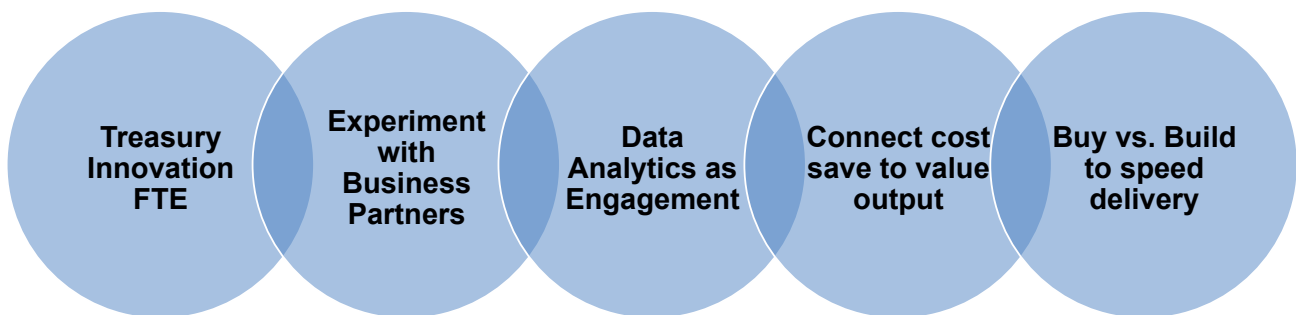 Treasury
Innovation
FTE
Experiment
with
Business
Partners
Data
Analytics as
Engagement
Connect cost
save to value
output
Buy vs. Build
to speed
delivery